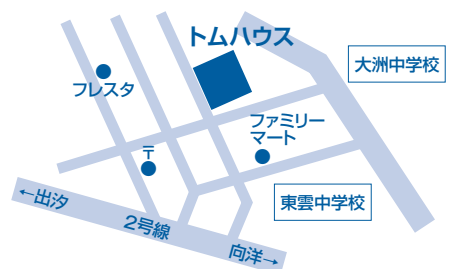 トムハウス
大洲中学校
フレスタ
ファミリー
マート
〒
東雲中学校
←出汐
2号線
向洋→